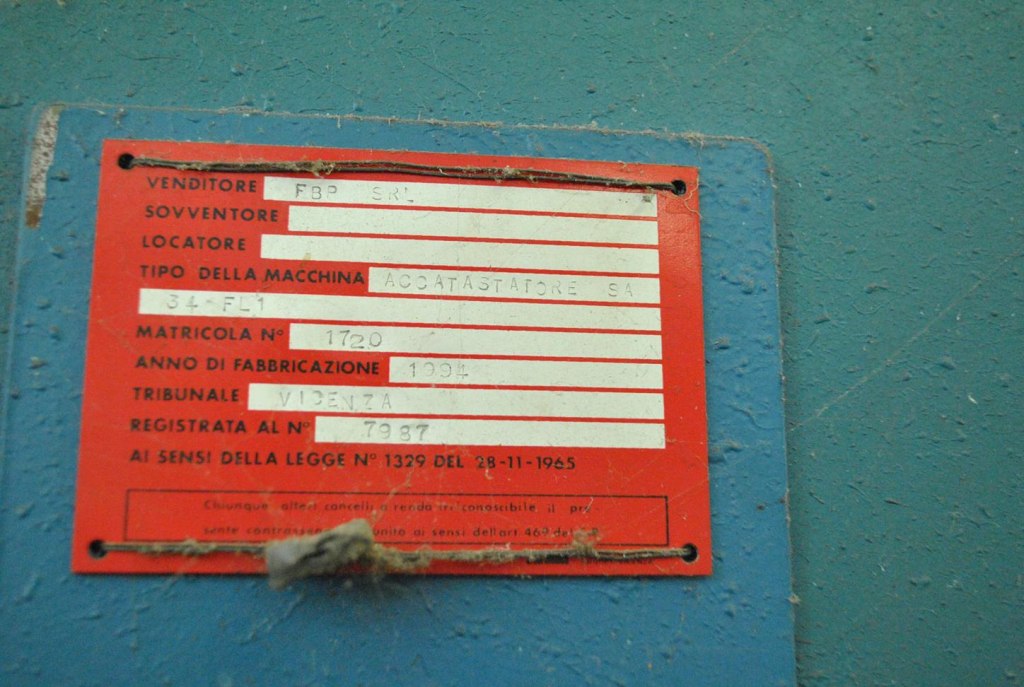 VENDITORE FBP SRL
SOVVENTORE
LOCATORE
TIPO DELLA MACCHINA ACCATASTATORE SA
34-FL1
MATRICOLA N° 1720
ANNO DI FABBRICAZIONE 1994
TRIBUNALE VICENZA
REGISTRATA AL N° 7987
AI SENSI DELLA LEGGE N° 1329 DEL 28-11-1965
Chiunque alteri cancelli o renda irriconoscibile il pre-
sente ai sensi dell'art 469 del